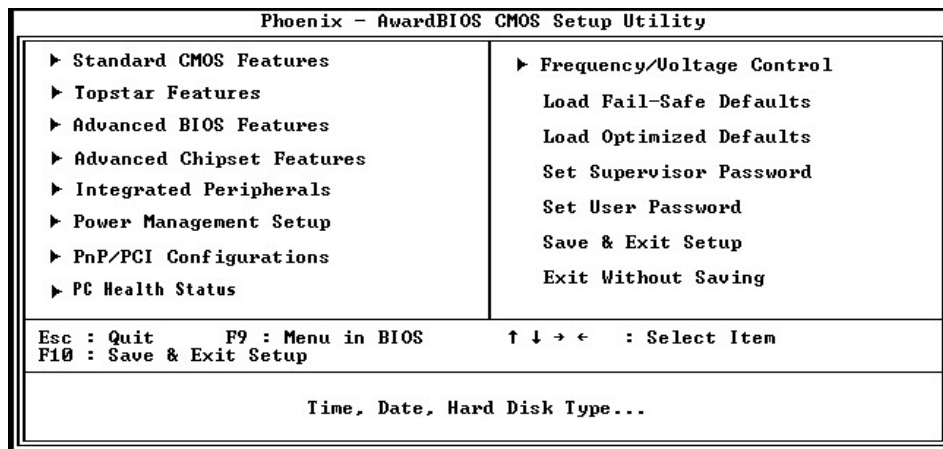 Phoenix - AwardBIOS CMOS Setup Utility
▶ Standard CMOS Features
▶ Topstar Features
▶ Advanced BIOS Features
▶ Advanced Chipset Features
▶ Integrated Peripherals
▶ Power Management Setup
▶ PnP/PCI Configurations
▶ PC Health Status
▶ Frequency/Voltage Control
Load Fail-Safe Defaults
Load Optimized Defaults
Set Supervisor Password
Set User Password
Save & Exit Setup
Exit Without Saving
Esc : Quit F9 : Menu in BIOS ↑ ↓ → ← : Select Item
F10 : Save & Exit Setup
Time, Date, Hard Disk Type...